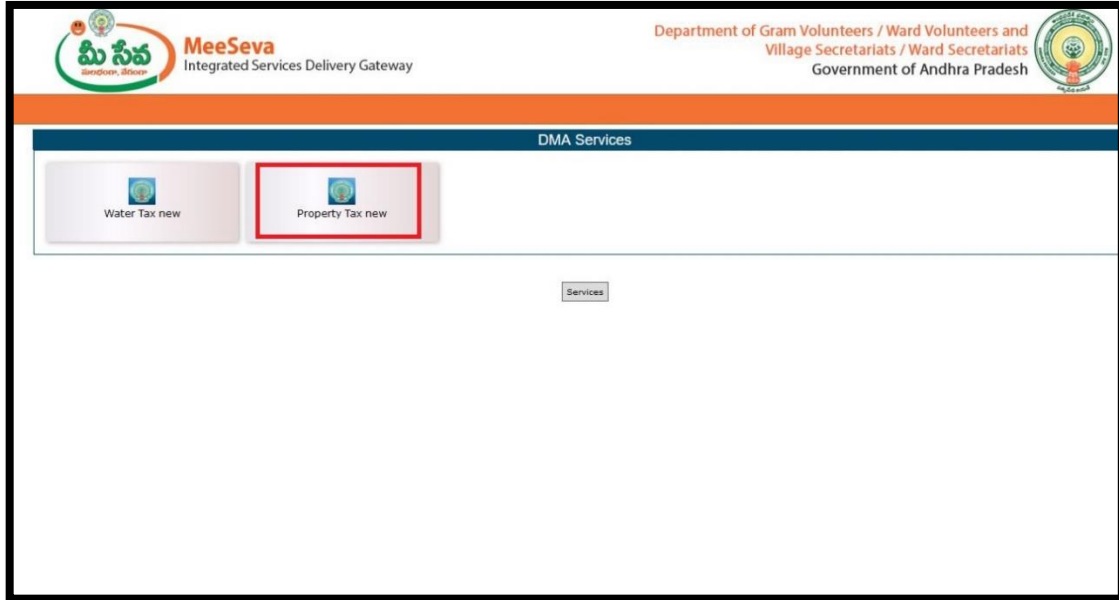 మీ సేవ
MeeSeva
Integrated Services Delivery Gateway
Department of Gram Volunteers / Ward Volunteers and
Village Secretariats / Ward Secretariats
Government of Andhra Pradesh
DMA Services
Water Tax new
Property Tax new
Services